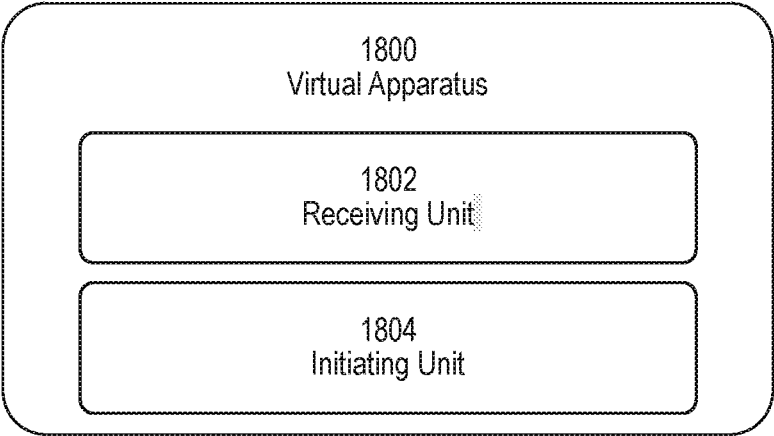 1800
Virtual Apparatus
1802
Receiving Unit
1804
Initiating Unit